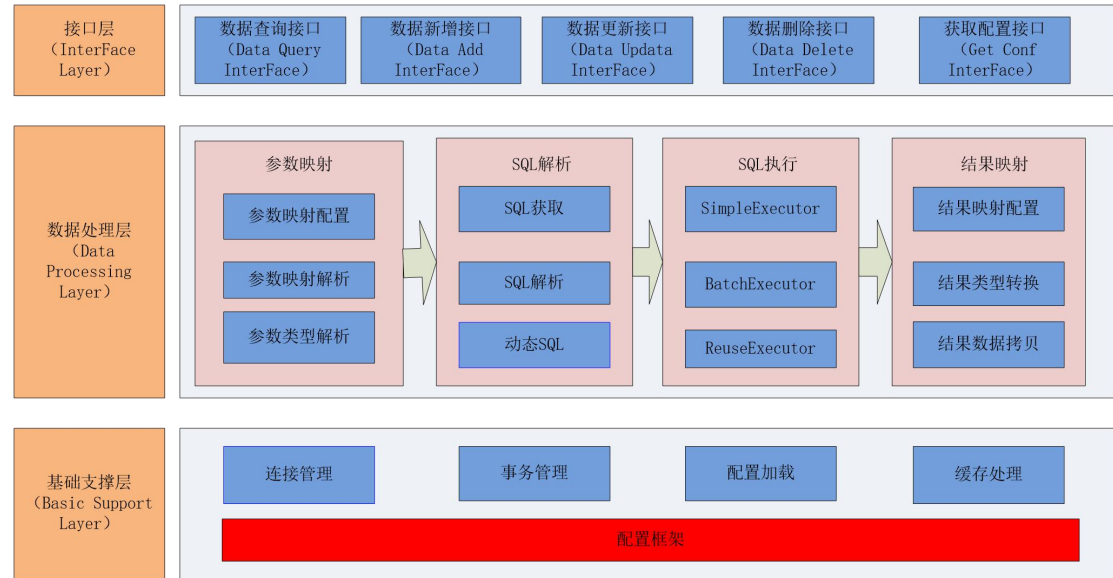 接口层
（InterFace
Layer）
数据查询接口
（Data Query
InterFace）
数据新增接口
（Data Add
InterFace）
数据更新接口
（Data Updata
InterFace）
数据删除接口
（Data Delete
InterFace）
获取配置接口
（Get Conf
InterFace）
数据处理层
（Data
Processing
Layer）
参数映射
参数映射配置
参数映射解析
参数类型解析
SQL解析
SQL获取
SQL解析
动态SQL
SQL执行
SimpleExecutor
BatchExecutor
ReuseExecutor
结果映射
结果映射配置
结果类型转换
结果数据拷贝
基础支撑层
（Basic Support
Layer）
连接管理
事务管理
配置加载
缓存处理
配置框架